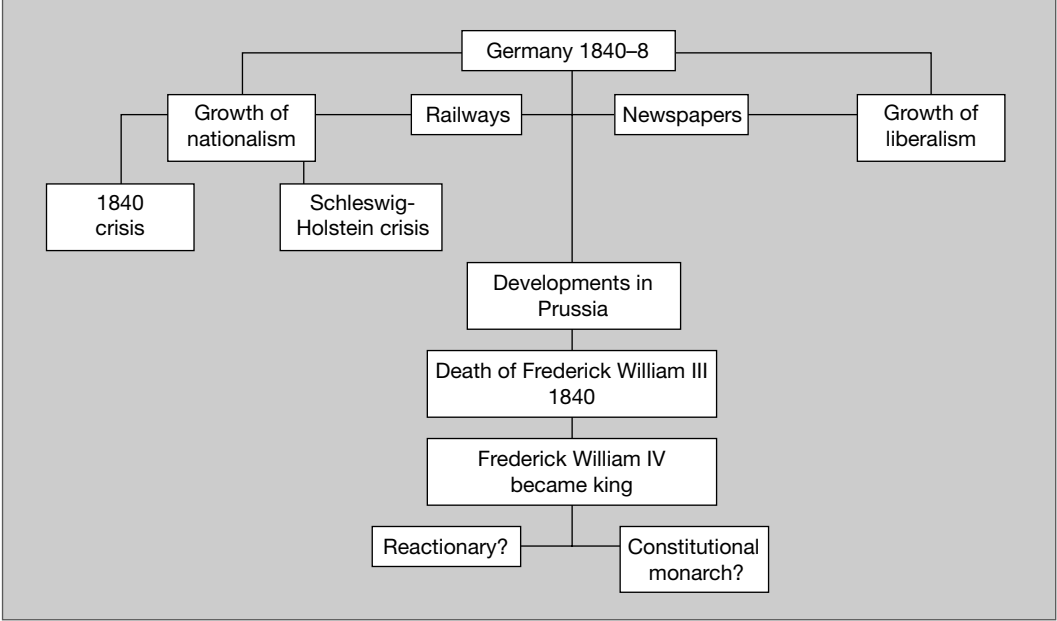 Germany 1840–8
Growth of
nationalism
Railways
Newspapers
Growth of
liberalism
1840
crisis
Schleswig-
Holstein crisis
Developments in
Prussia
Death of Frederick William III
1840
Frederick William IV
became king
Reactionary?
Constitutional
monarch?